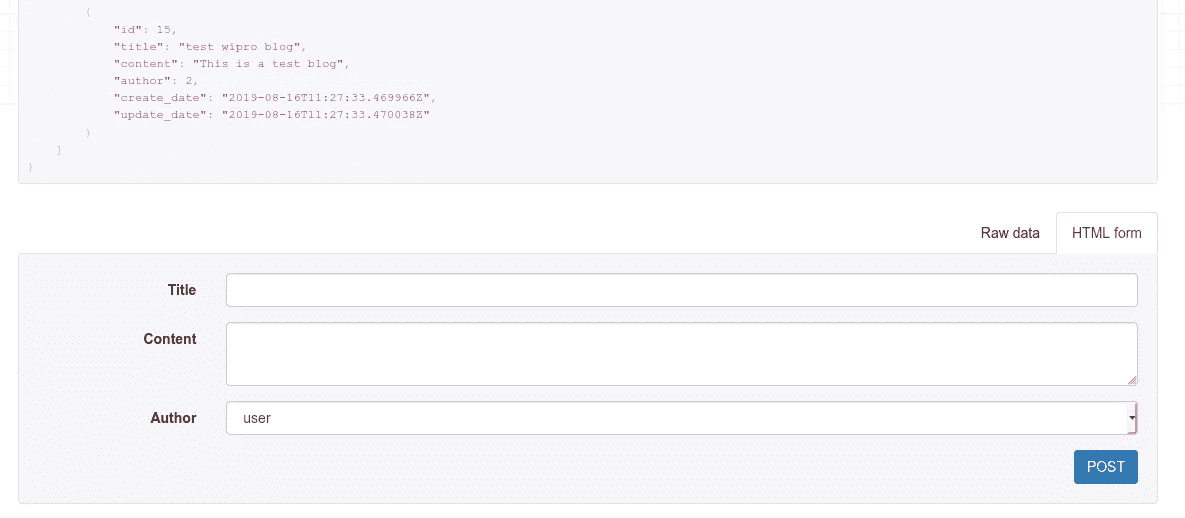 {
"id": 15,
"title": "test wipro blog",
"content": "This is a test blog",
"author": 2,
"create_date": "2019-08-16T11:27:33.469966Z",
"update_date": "2019-08-16T11:27:33.470038Z"
}
]
}
Raw data HTML form
Title
Content
Author user
POST